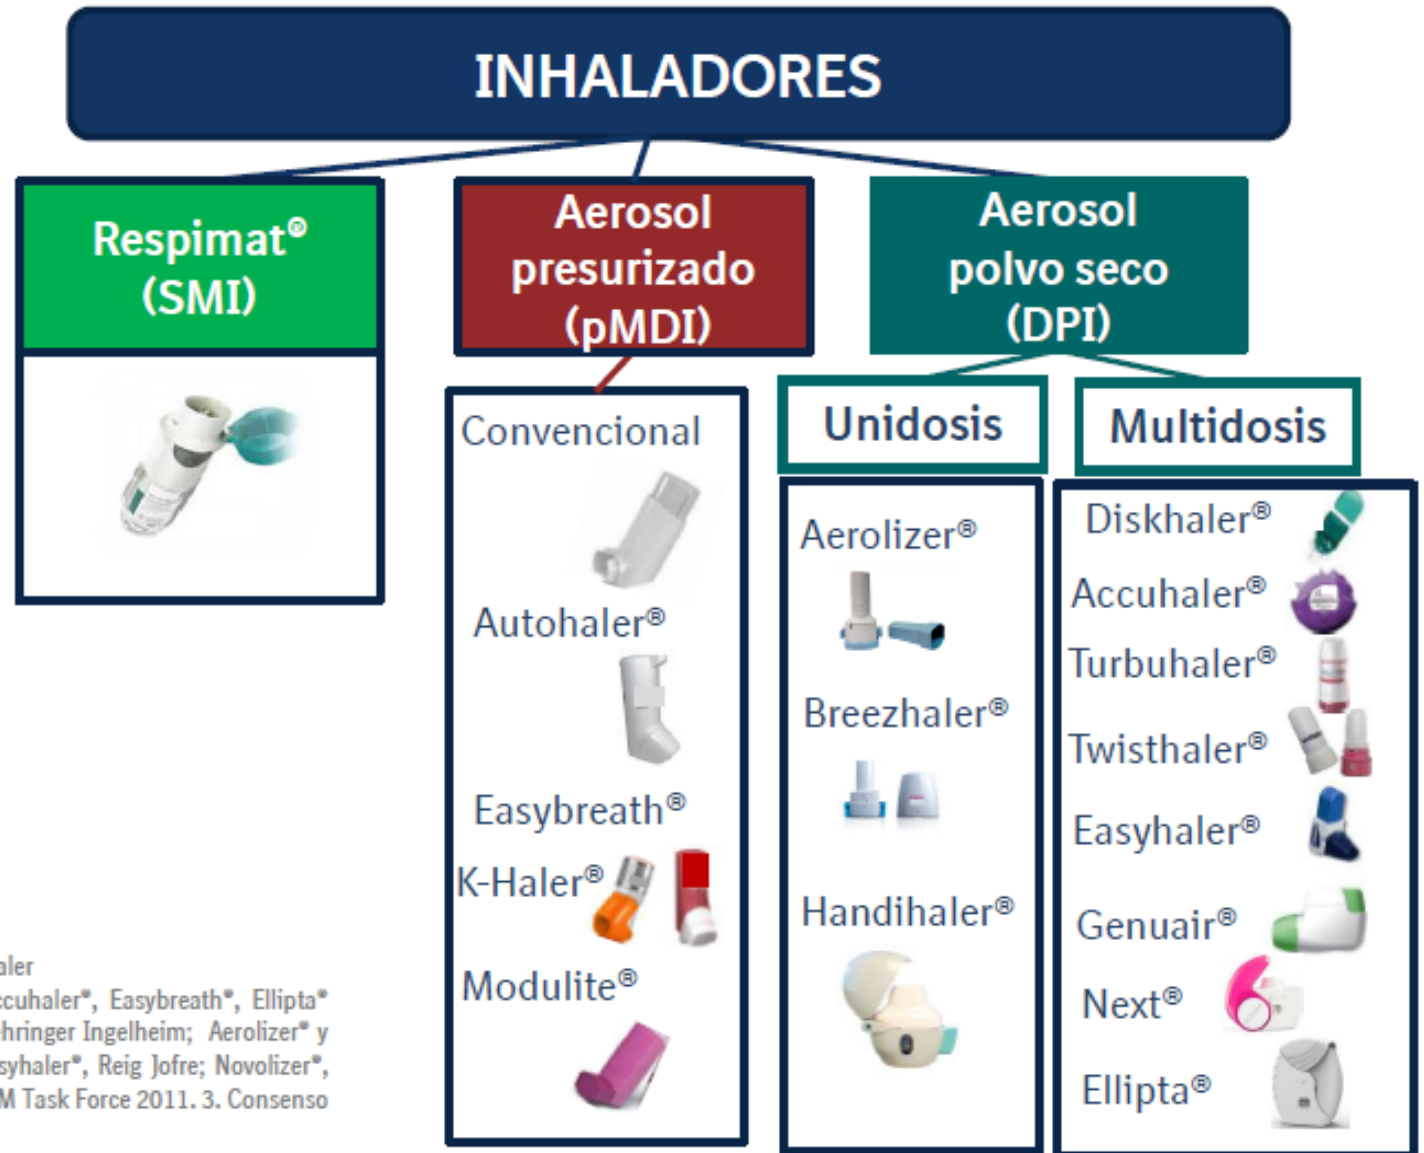 INHALADORES
Respimat®
(SMI)
Aerosol
presurizado
(pMDI)
Aerosol
polvo seco
(DPI)
Convencional
Autohaler®
Easybreath®
K-Haler®
Modulite®
Unidosis
Aerolizer®
Breezhaler®
Handihaler®
Multidosis
Diskhaler®
Accuhaler®
Turbuhaler®
Twisthaler®
Easyhaler®
Genuair®
Next®
Ellipta®
aler
ccuhaler®, Easybreath®, Ellipta®
ehringer Ingelheim; Aerolizer® y
syhaler®, Reig Jofre; Novolizer®,
M Task Force 2011. 3. Consenso